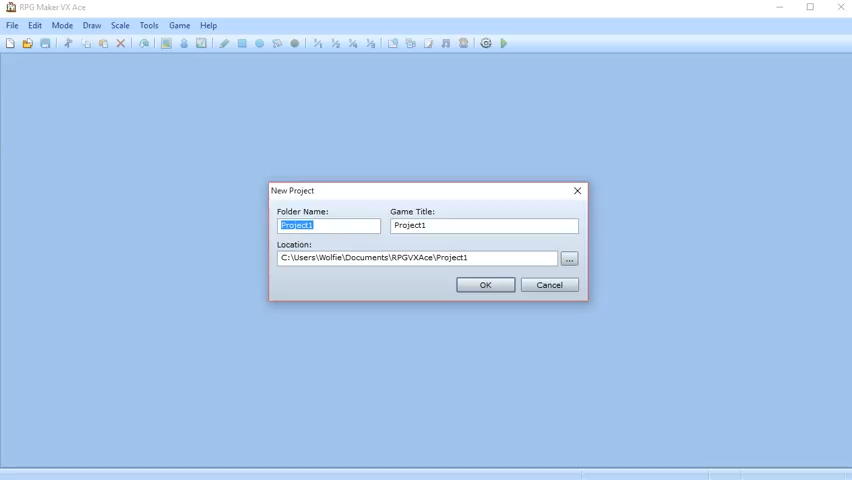 RPG Maker VX Ace
File Edit Mode Draw Scale Tools Game Help
New Project
Folder Name: Game Title:
Project1 Project1
Location:
C:\Users\Wolfie\Documents\RPGVXAce\Project1 ...
OK Cancel